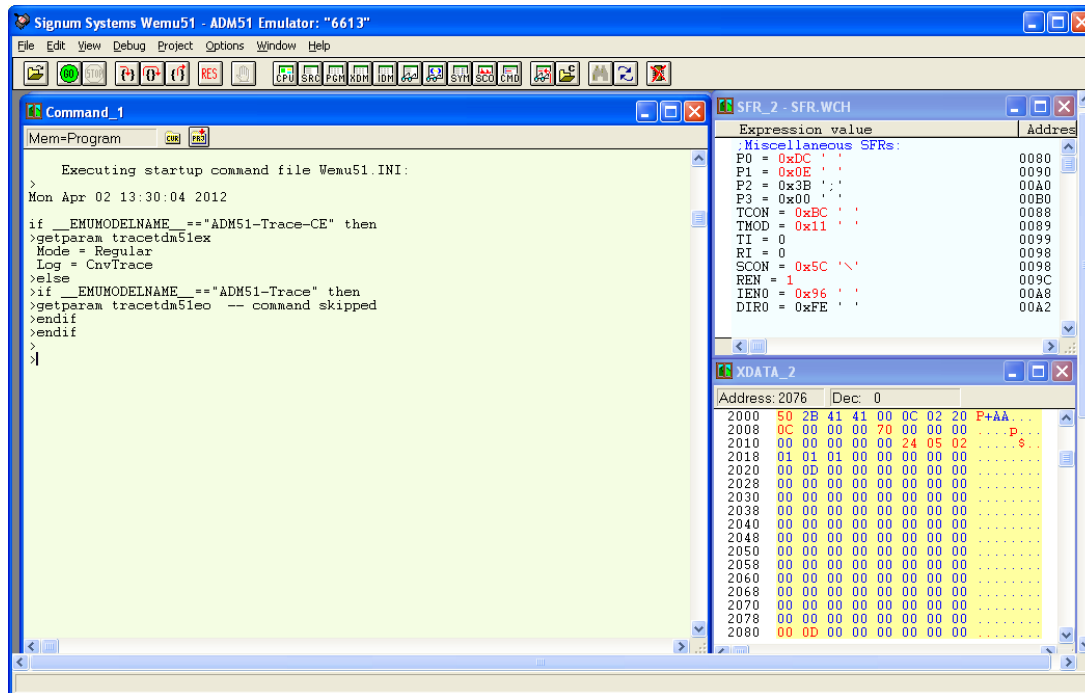 Signum Systems Wemu51 - ADM51 Emulator: "6613"
File Edit View Debug Project Options Window Help
GO STOP RES CPU SRC PGM XDM IDM SYM SCO CMD
Command_1
Mem=Program CUR PRJ
Executing startup command file Wemu51.INI:
>
Mon Apr 02 13:30:04 2012
if __EMUMODELNAME__=="ADM51-Trace-CE" then
>getparam tracetdm51ex
Mode = Regular
Log = CnvTrace
>else
>if __EMUMODELNAME__=="ADM51-Trace" then
>getparam tracetdm51eo -- command skipped
>endif
>endif
>
>
SFR_2 - SFR.WCH
Expression value Addres
;Miscellaneous SFRs:
P0 = 0xDC ' ' 0080
P1 = 0x0E ' ' 0090
P2 = 0x3B ';' 00A0
P3 = 0x00 ' ' 00B0
TCON = 0xBC ' ' 0088
TMOD = 0x11 ' ' 0089
TI = 0 0099
RI = 0 0098
SCON = 0x5C '\' 0098
REN = 1 009C
IEN0 = 0x96 ' ' 00A8
DIR0 = 0xFE ' ' 00A2
XDATA_2
Address: 2076 Dec: 0
2000 50 2B 41 41 00 0C 02 20 P+AA...
2008 0C 00 00 00 70 00 00 00 ....p...
2010 00 00 00 00 00 24 05 02 .....$..
2018 01 01 01 00 00 00 00 00 ........
2020 00 0D 00 00 00 00 00 00 ........
2028 00 00 00 00 00 00 00 00 ........
2030 00 00 00 00 00 00 00 00 ........
2038 00 00 00 00 00 00 00 00 ........
2040 00 00 00 00 00 00 00 00 ........
2048 00 00 00 00 00 00 00 00 ........
2050 00 00 00 00 00 00 00 00 ........
2058 00 00 00 00 00 00 00 00 ........
2060 00 00 00 00 00 00 00 00 ........
2068 00 00 00 00 00 00 00 00 ........
2070 00 00 00 00 00 00 00 00 ........
2078 00 00 00 00 00 00 00 00 ........
2080 00 0D 00 00 00 00 00 00 ........